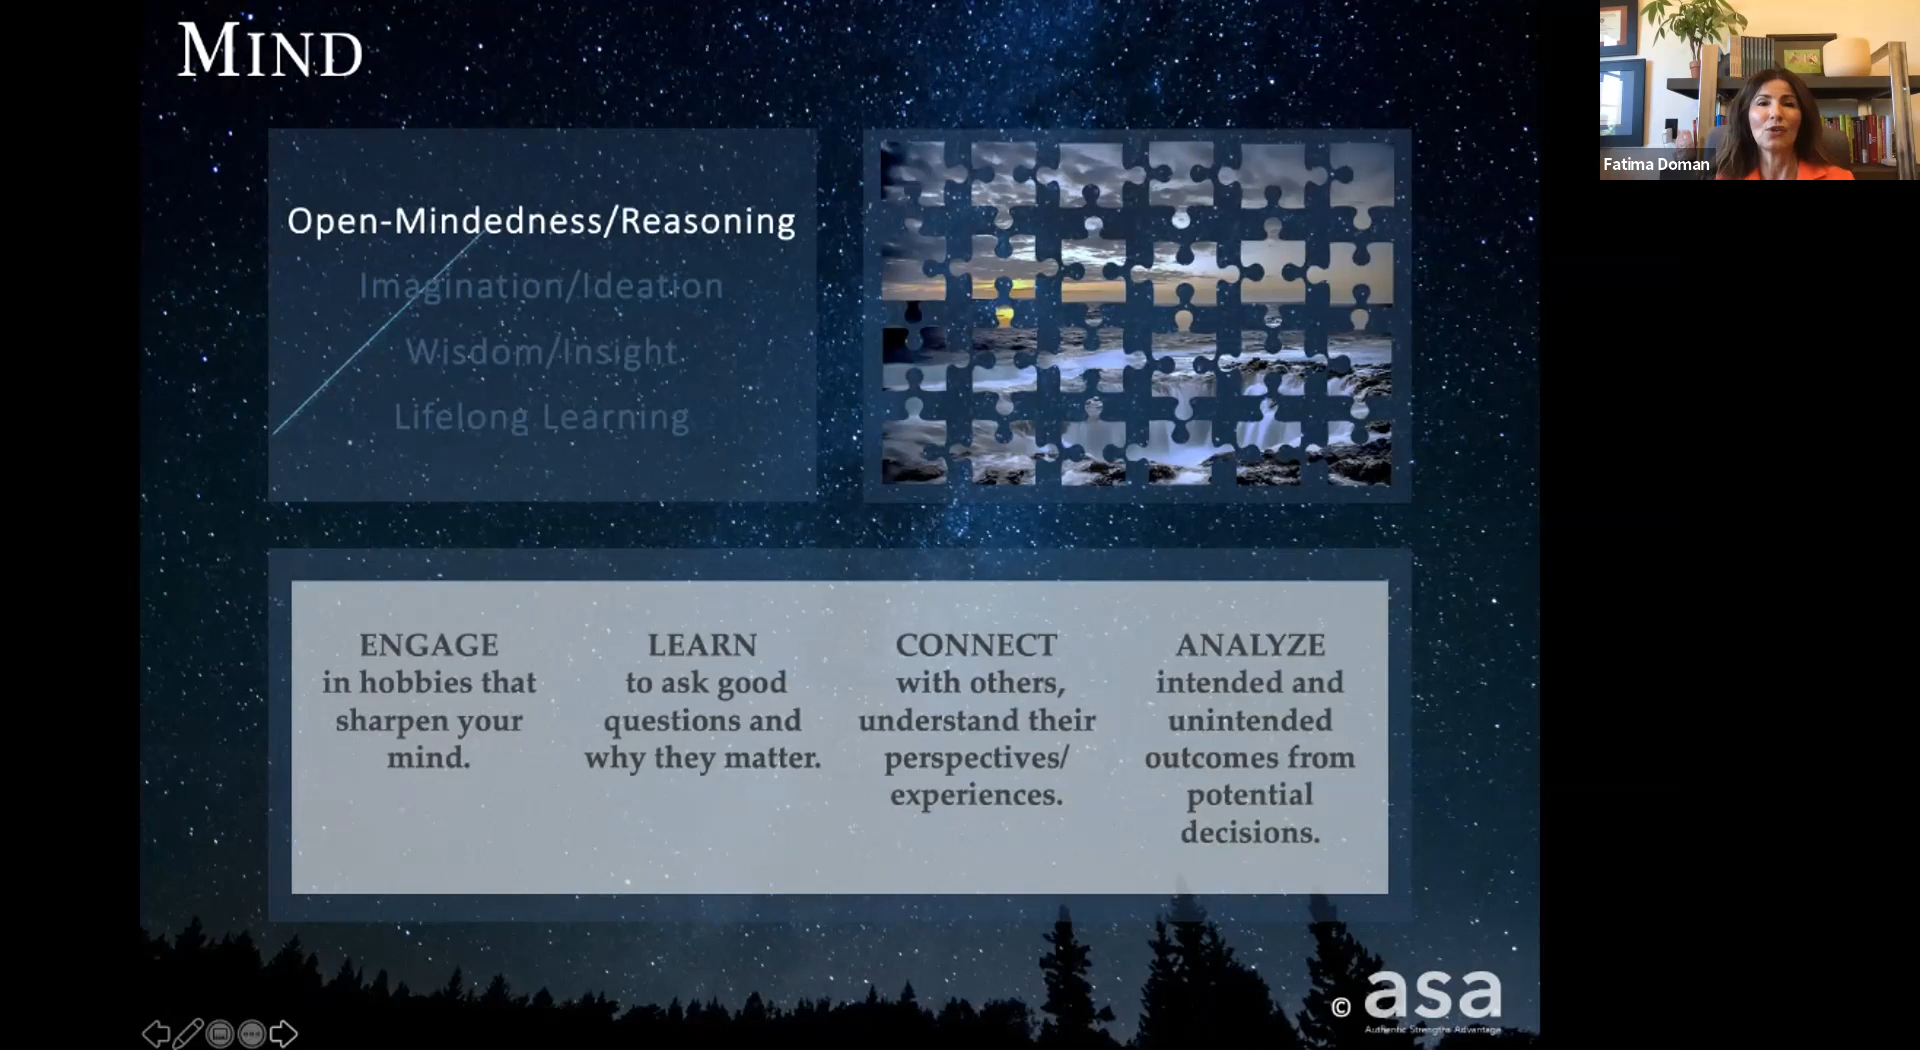 MIND
Open-Mindedness/Reasoning
Imagination/Ideation
Wisdom/Insight
Lifelong Learning
ENGAGE
in hobbies that
sharpen your
mind.
LEARN
to ask good
questions and
why they matter.
CONNECT
with others,
understand their
perspectives/
experiences.
ANALYZE
intended and
unintended
outcomes from
potential
decisions.
© asa
Authentic Strengths Advantage
Fatima Doman